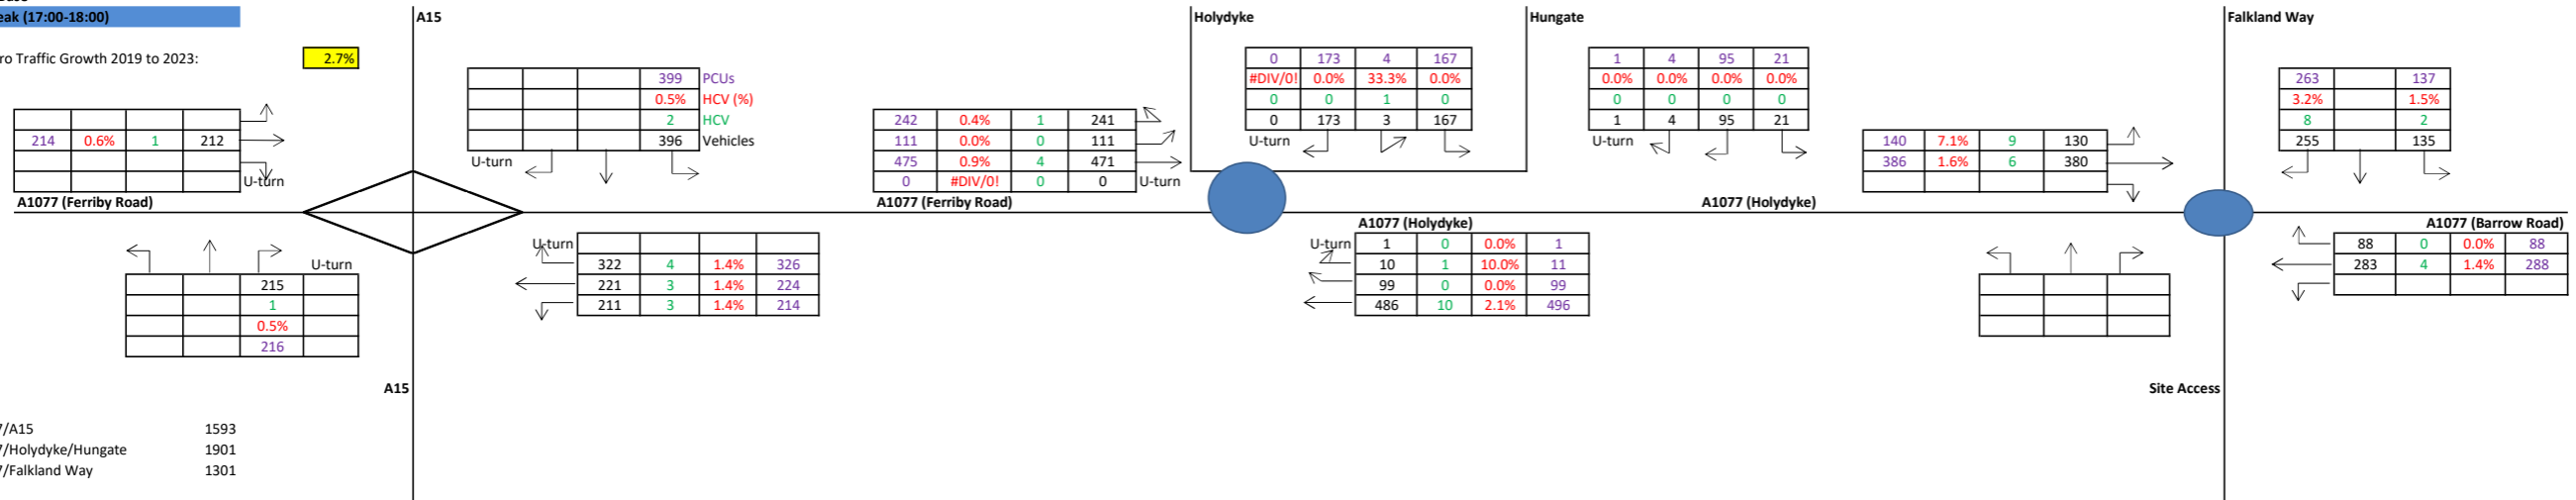 eak (17:00-18:00)
A15
Holydyke
Hungate
Falkland Way
ro Traffic Growth 2019 to 2023:
2.7%
399 PCUs
0.5% HCV (%)
2 HCV
396 Vehicles
U-turn
214 0.6% 1 212
U-turn
A1077 (Ferriby Road)
242 0.4% 1 241
111 0.0% 0 111
475 0.9% 4 471
0 #DIV/0! 0 0 U-turn
A1077 (Ferriby Road)
0 173 4 167
#DIV/0! 0.0% 33.3% 0.0%
0 0 1 0
0 173 3 167
U-turn
1 4 95 21
0.0% 0.0% 0.0% 0.0%
0 0 0 0
1 4 95 21
U-turn
140 7.1% 9 130
386 1.6% 6 380
A1077 (Holydyke)
263 137
3.2% 1.5%
8 2
255 135
U-turn
215
1
0.5%
216
U-turn
322 4 1.4% 326
221 3 1.4% 224
211 3 1.4% 214
A1077 (Holydyke)
U-turn 1 0 0.0% 1
10 1 10.0% 11
99 0 0.0% 99
486 10 2.1% 496
A1077 (Barrow Road)
88 0 0.0% 88
283 4 1.4% 288
A15
Site Access
7/A15 1593
7/Holydyke/Hungate 1901
7/Falkland Way 1301